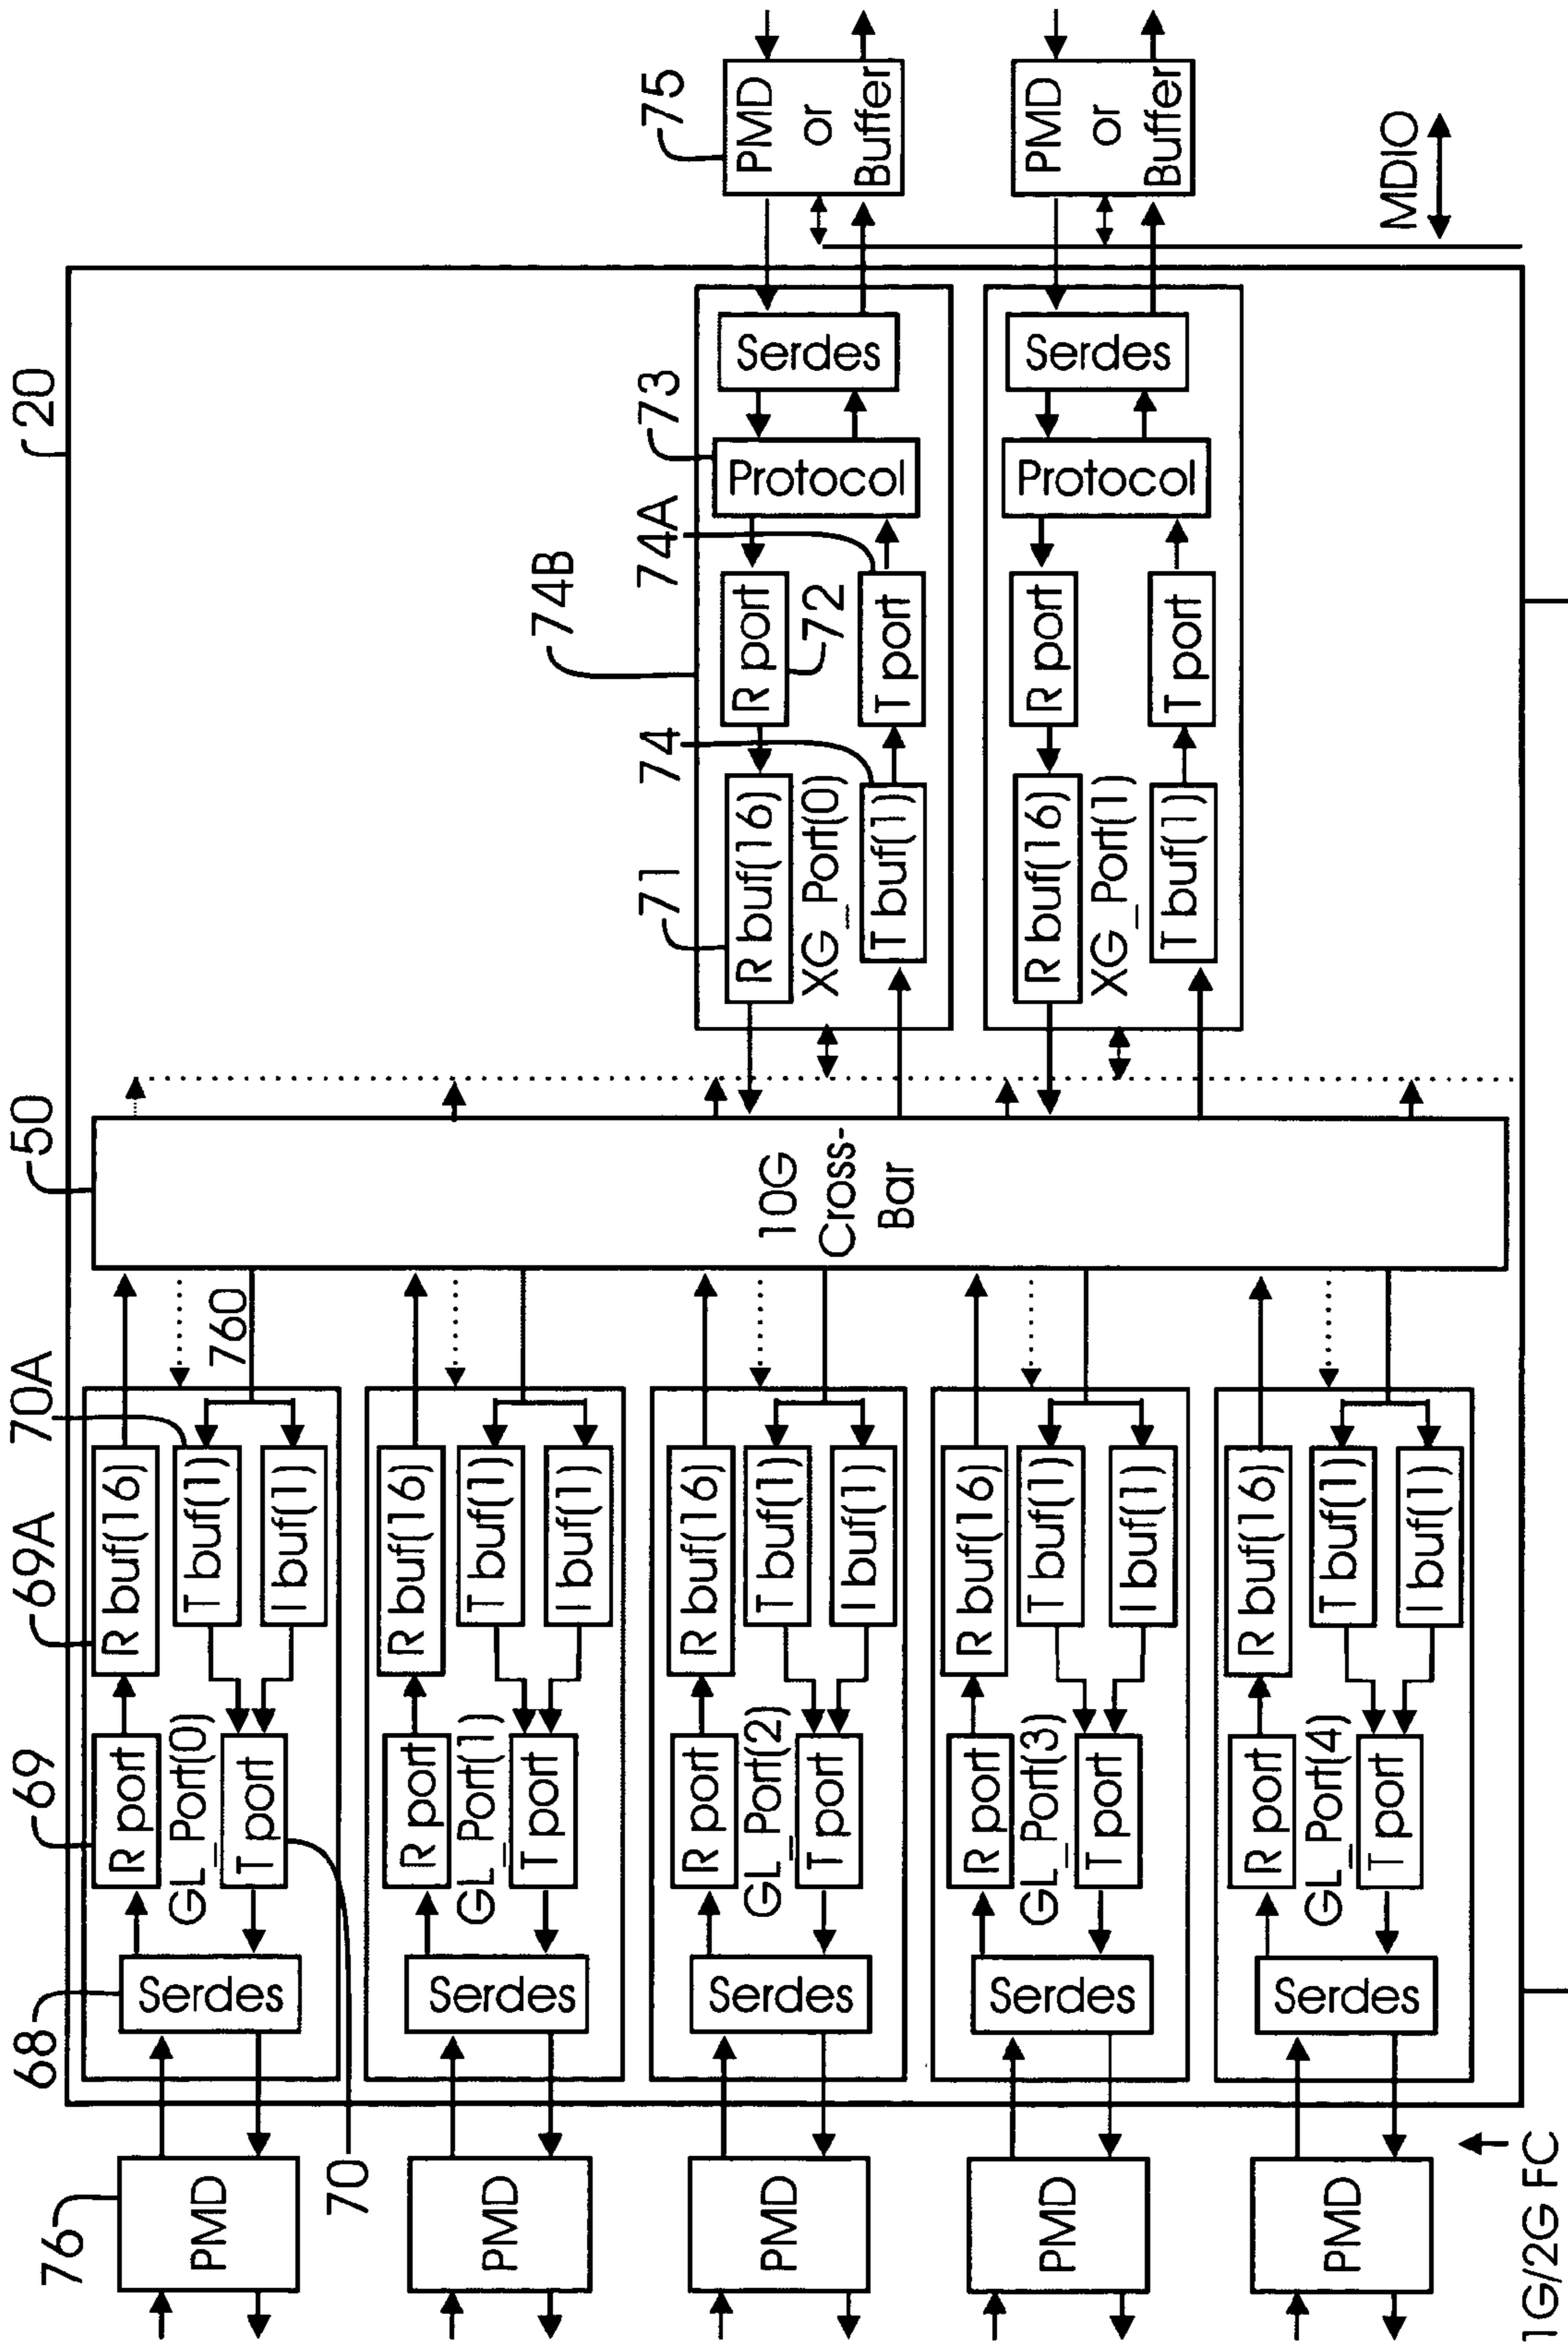 20
50
760
70A
69A
69
68
76
70
PMD
Serdes
R port
GL_Port(0)
T port
R buf(16)
T buf(1)
I buf(1)
PMD
Serdes
R port
GL_Port(1)
T port
R buf(16)
T buf(1)
I buf(1)
PMD
Serdes
R port
GL_Port(2)
T port
R buf(16)
T buf(1)
I buf(1)
PMD
Serdes
R port
GL_Port(3)
T port
R buf(16)
T buf(1)
I buf(1)
PMD
Serdes
R port
GL_Port(4)
T port
R buf(16)
T buf(1)
I buf(1)
1G/2G FC
10G
Cross-
Bar
74B
71
74
72
74A
73
75
R buf(16)
XG_Port(0)
T buf(1)
R port
T port
Protocol
Serdes
PMD
or
Buffer
R buf(16)
XG_Port(1)
T buf(1)
R port
T port
Protocol
Serdes
PMD
or
Buffer
MDIO